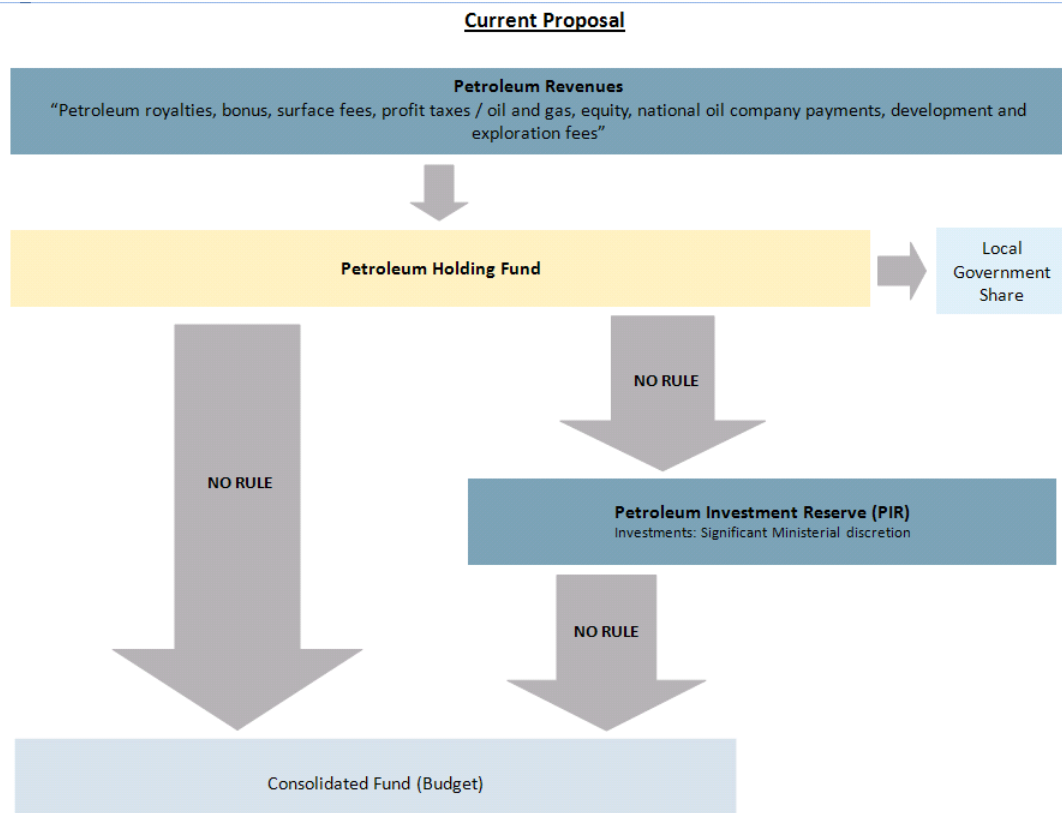 Current Proposal
Petroleum Revenues
“Petroleum royalties, bonus, surface fees, profit taxes / oil and gas, equity, national oil company payments, development and
exploration fees”
Petroleum Holding Fund
Local
Government
Share
NO RULE
NO RULE
Petroleum Investment Reserve (PIR)
Investments: Significant Ministerial discretion
NO RULE
Consolidated Fund (Budget)